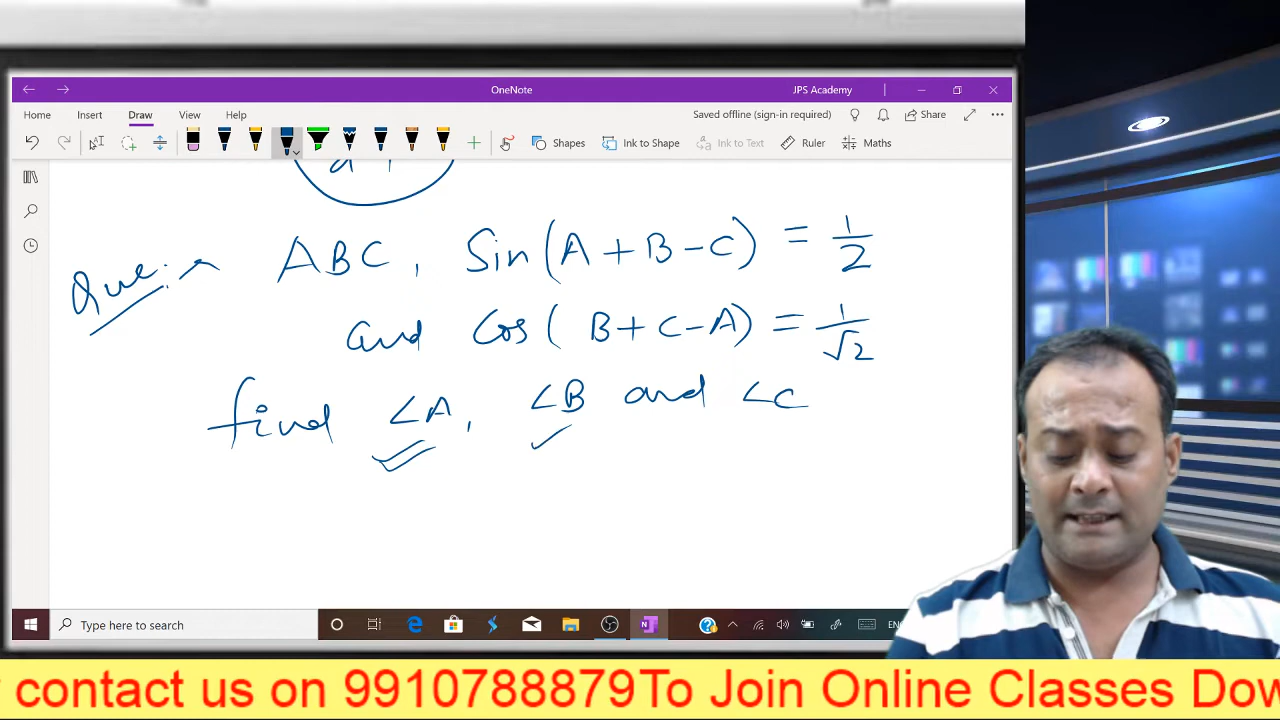 OneNote
JPS Academy
Home Insert Draw View Help
Saved offline (sign-in required)
Share
Shapes
Ink to Shape
Ink to Text
Ruler
Maths
Que:- ABC, Sin(A+B-C) = 1/2
and Cos(B+C-A) = 1/√2
find ∠A, ∠B and ∠C
Type here to search
contact us on 9910788879To Join Online Classes Dow